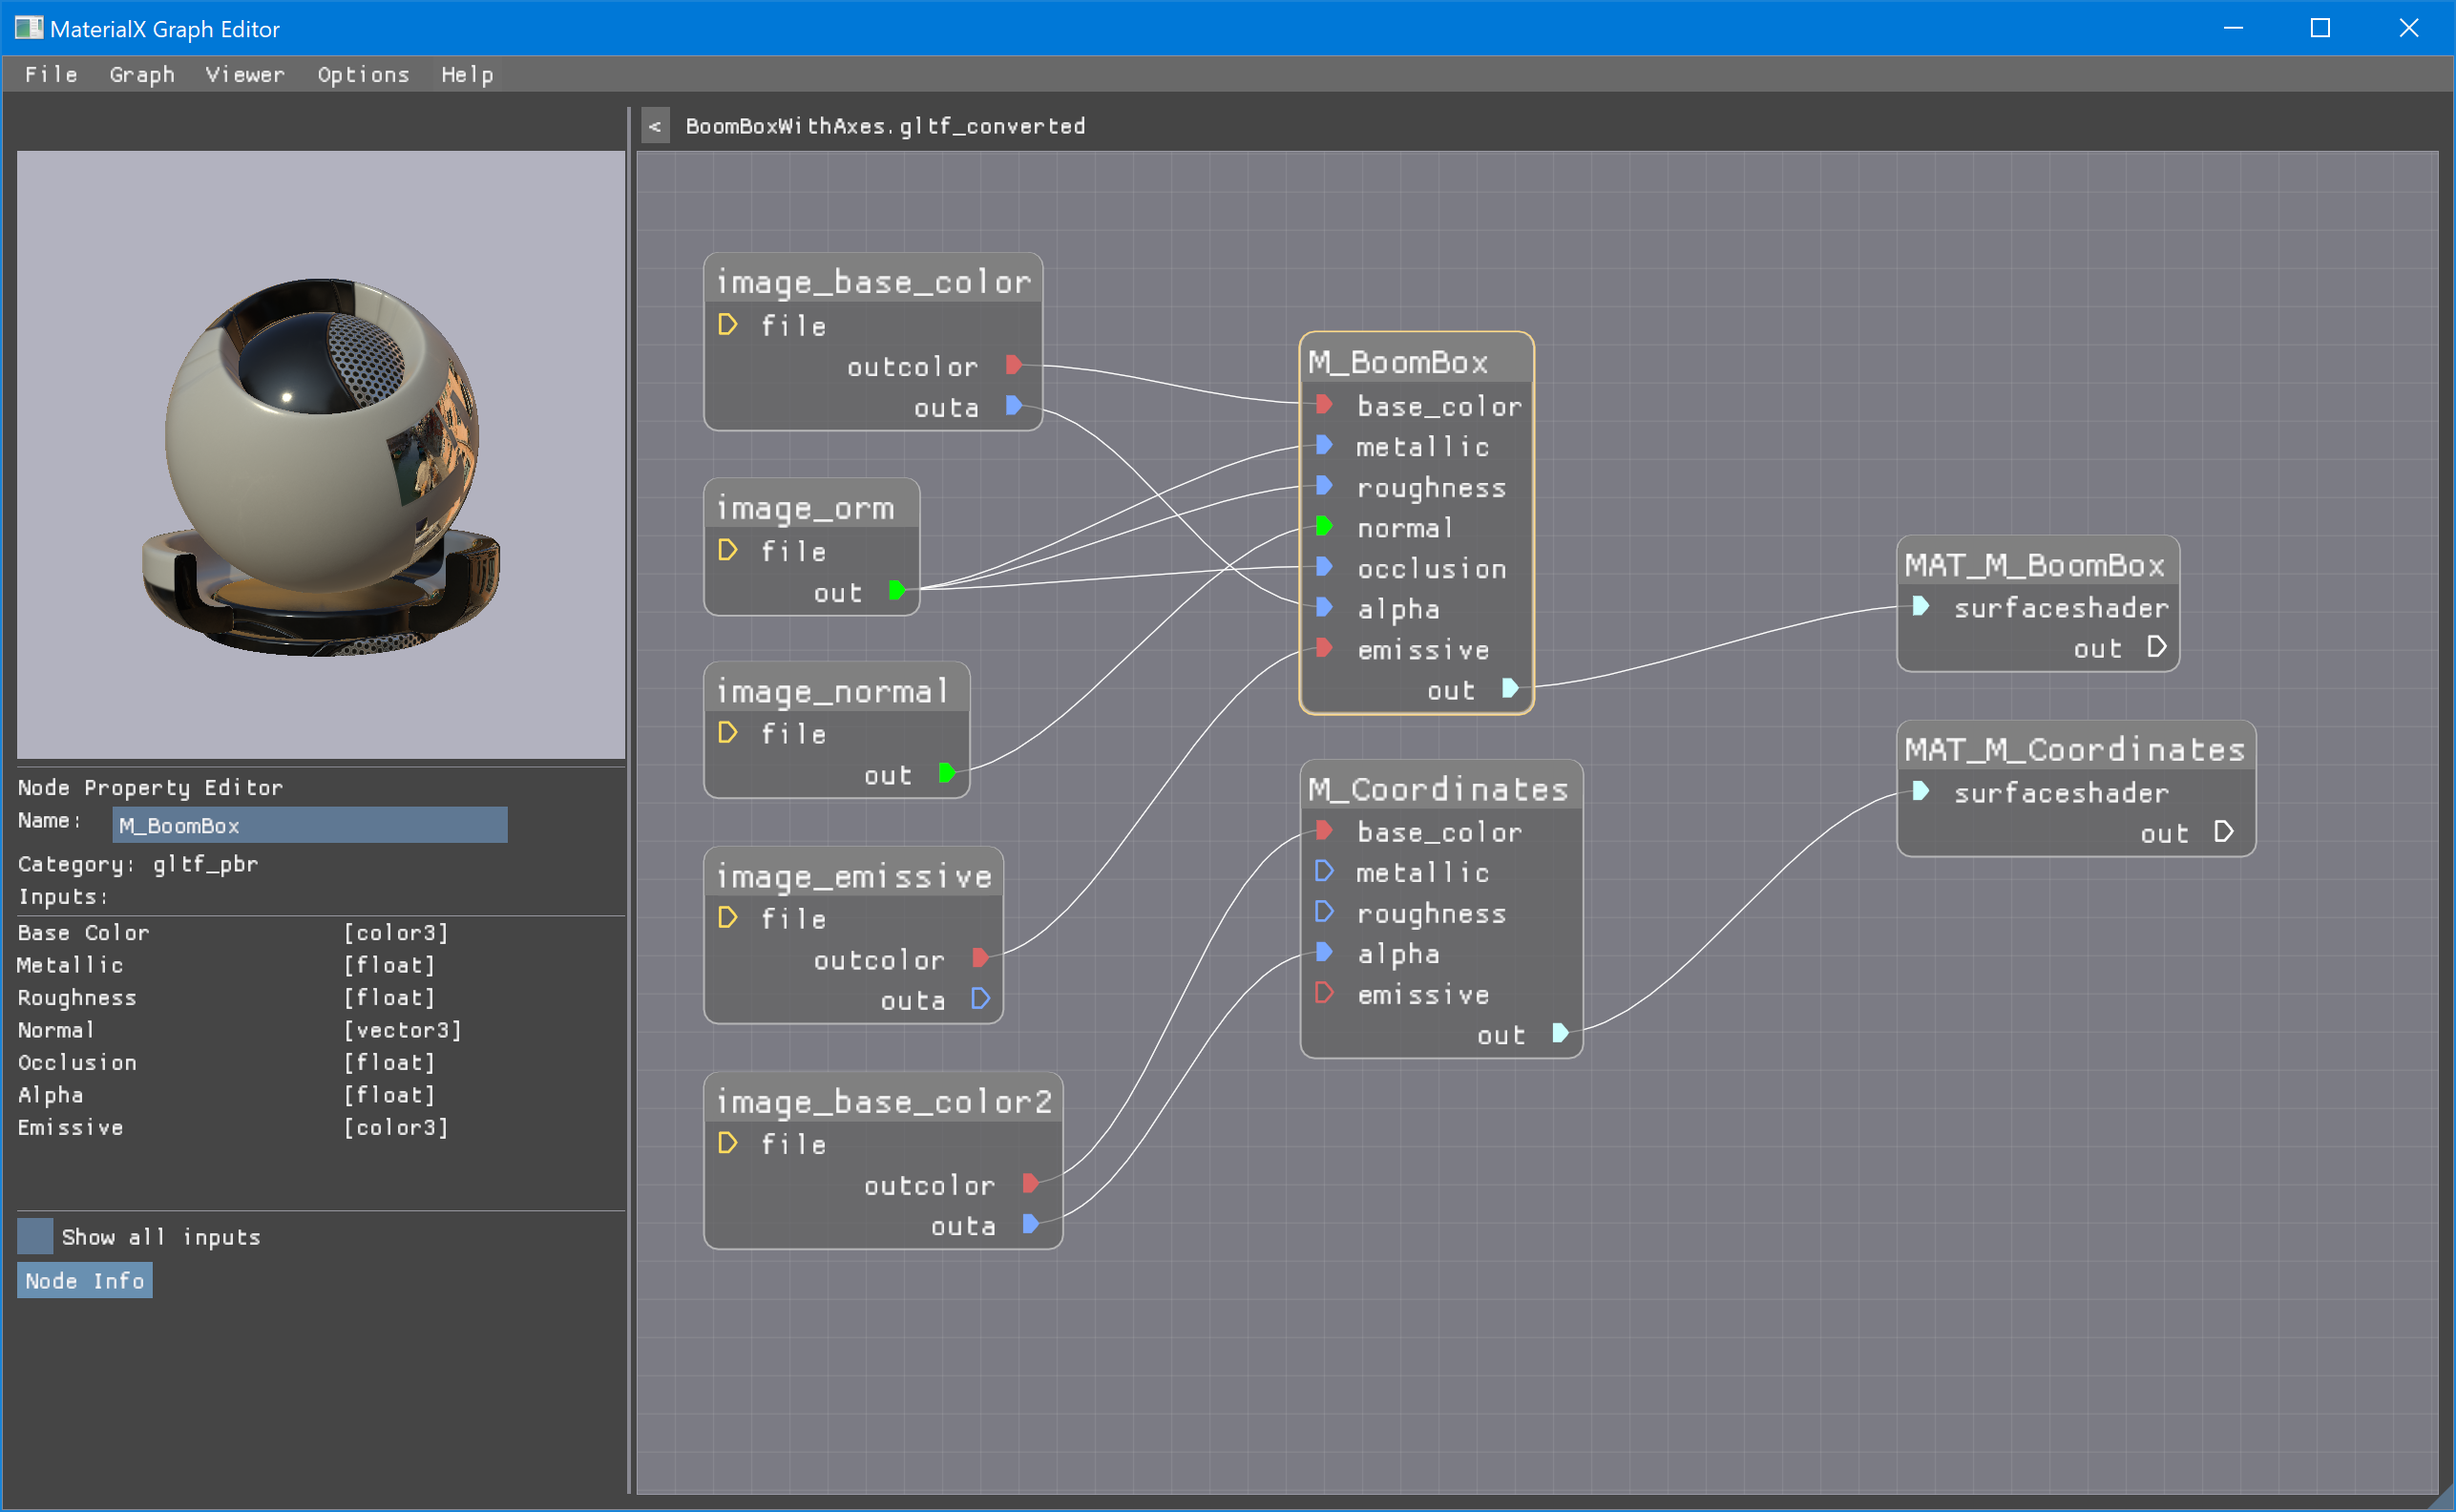 MaterialX Graph Editor
File Graph Viewer Options Help
< BoomBoxWithAxes.gltf_converted
Node Property Editor
Name: M_BoomBox
Category: gltf_pbr
Inputs:
Base Color [color3]
Metallic [float]
Roughness [float]
Normal [vector3]
Occlusion [float]
Alpha [float]
Emissive [color3]
Show all inputs
Node Info
image_base_color
file
outcolor
outa
image_orm
file
out
image_normal
file
out
image_emissive
file
outcolor
outa
image_base_color2
file
outcolor
outa
M_BoomBox
base_color
metallic
roughness
normal
occlusion
alpha
emissive
out
M_Coordinates
base_color
metallic
roughness
alpha
emissive
out
MAT_M_BoomBox
surfaceshader
out
MAT_M_Coordinates
surfaceshader
out